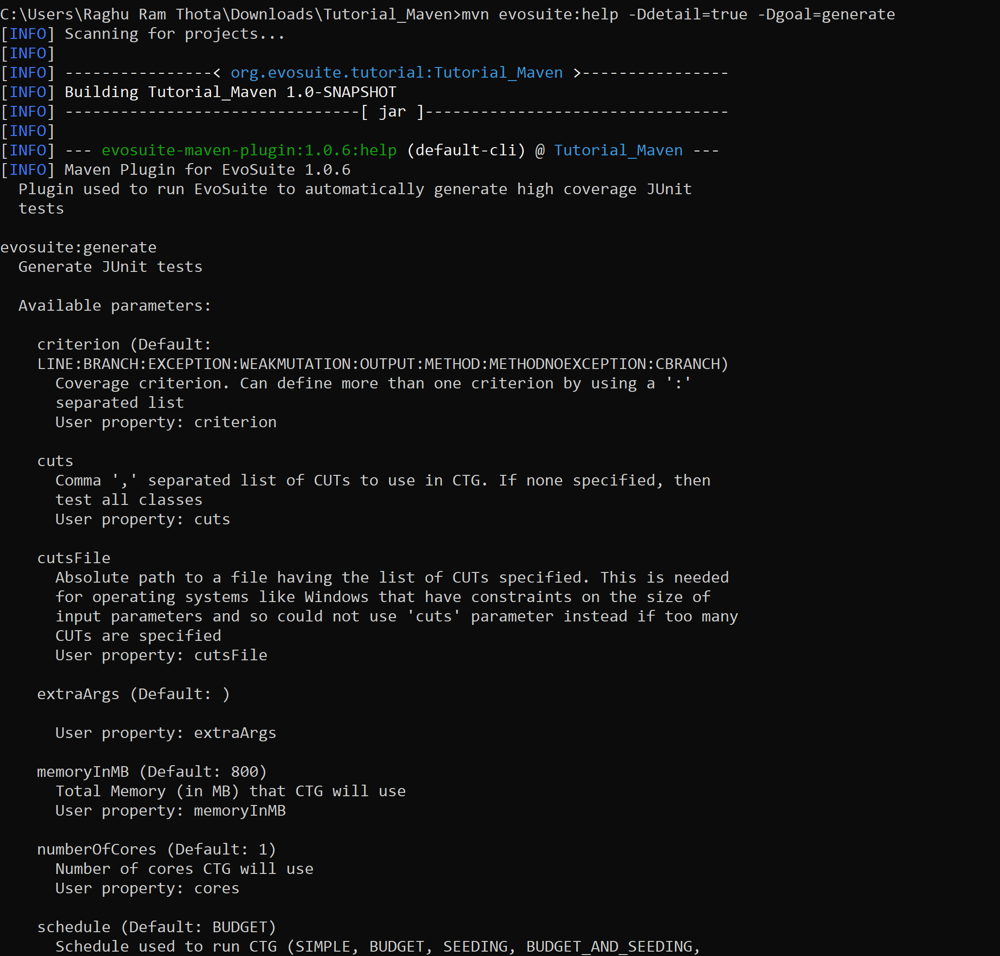 C:\Users\Raghu Ram Thota\Downloads\Tutorial_Maven>mvn evosuite:help -Ddetail=true -Dgoal=generate
[INFO] Scanning for projects...
[INFO]
[INFO] ----------------< org.evosuite.tutorial:Tutorial_Maven >----------------
[INFO] Building Tutorial_Maven 1.0-SNAPSHOT
[INFO] --------------------------------[ jar ]---------------------------------
[INFO]
[INFO] --- evosuite-maven-plugin:1.0.6:help (default-cli) @ Tutorial_Maven ---
[INFO] Maven Plugin for EvoSuite 1.0.6
  Plugin used to run EvoSuite to automatically generate high coverage JUnit
  tests

evosuite:generate
  Generate JUnit tests

  Available parameters:

    criterion (Default:
    LINE:BRANCH:EXCEPTION:WEAKMUTATION:OUTPUT:METHOD:METHODNOEXCEPTION:CBRANCH)
      Coverage criterion. Can define more than one criterion by using a ':'
      separated list
      User property: criterion

    cuts
      Comma ',' separated list of CUTs to use in CTG. If none specified, then
      test all classes
      User property: cuts

    cutsFile
      Absolute path to a file having the list of CUTs specified. This is needed
      for operating systems like Windows that have constraints on the size of
      input parameters and so could not use 'cuts' parameter instead if too many
      CUTs are specified
      User property: cutsFile

    extraArgs (Default: )

      User property: extraArgs

    memoryInMB (Default: 800)
      Total Memory (in MB) that CTG will use
      User property: memoryInMB

    numberOfCores (Default: 1)
      Number of cores CTG will use
      User property: cores

    schedule (Default: BUDGET)
      Schedule used to run CTG (SIMPLE, BUDGET, SEEDING, BUDGET_AND_SEEDING,